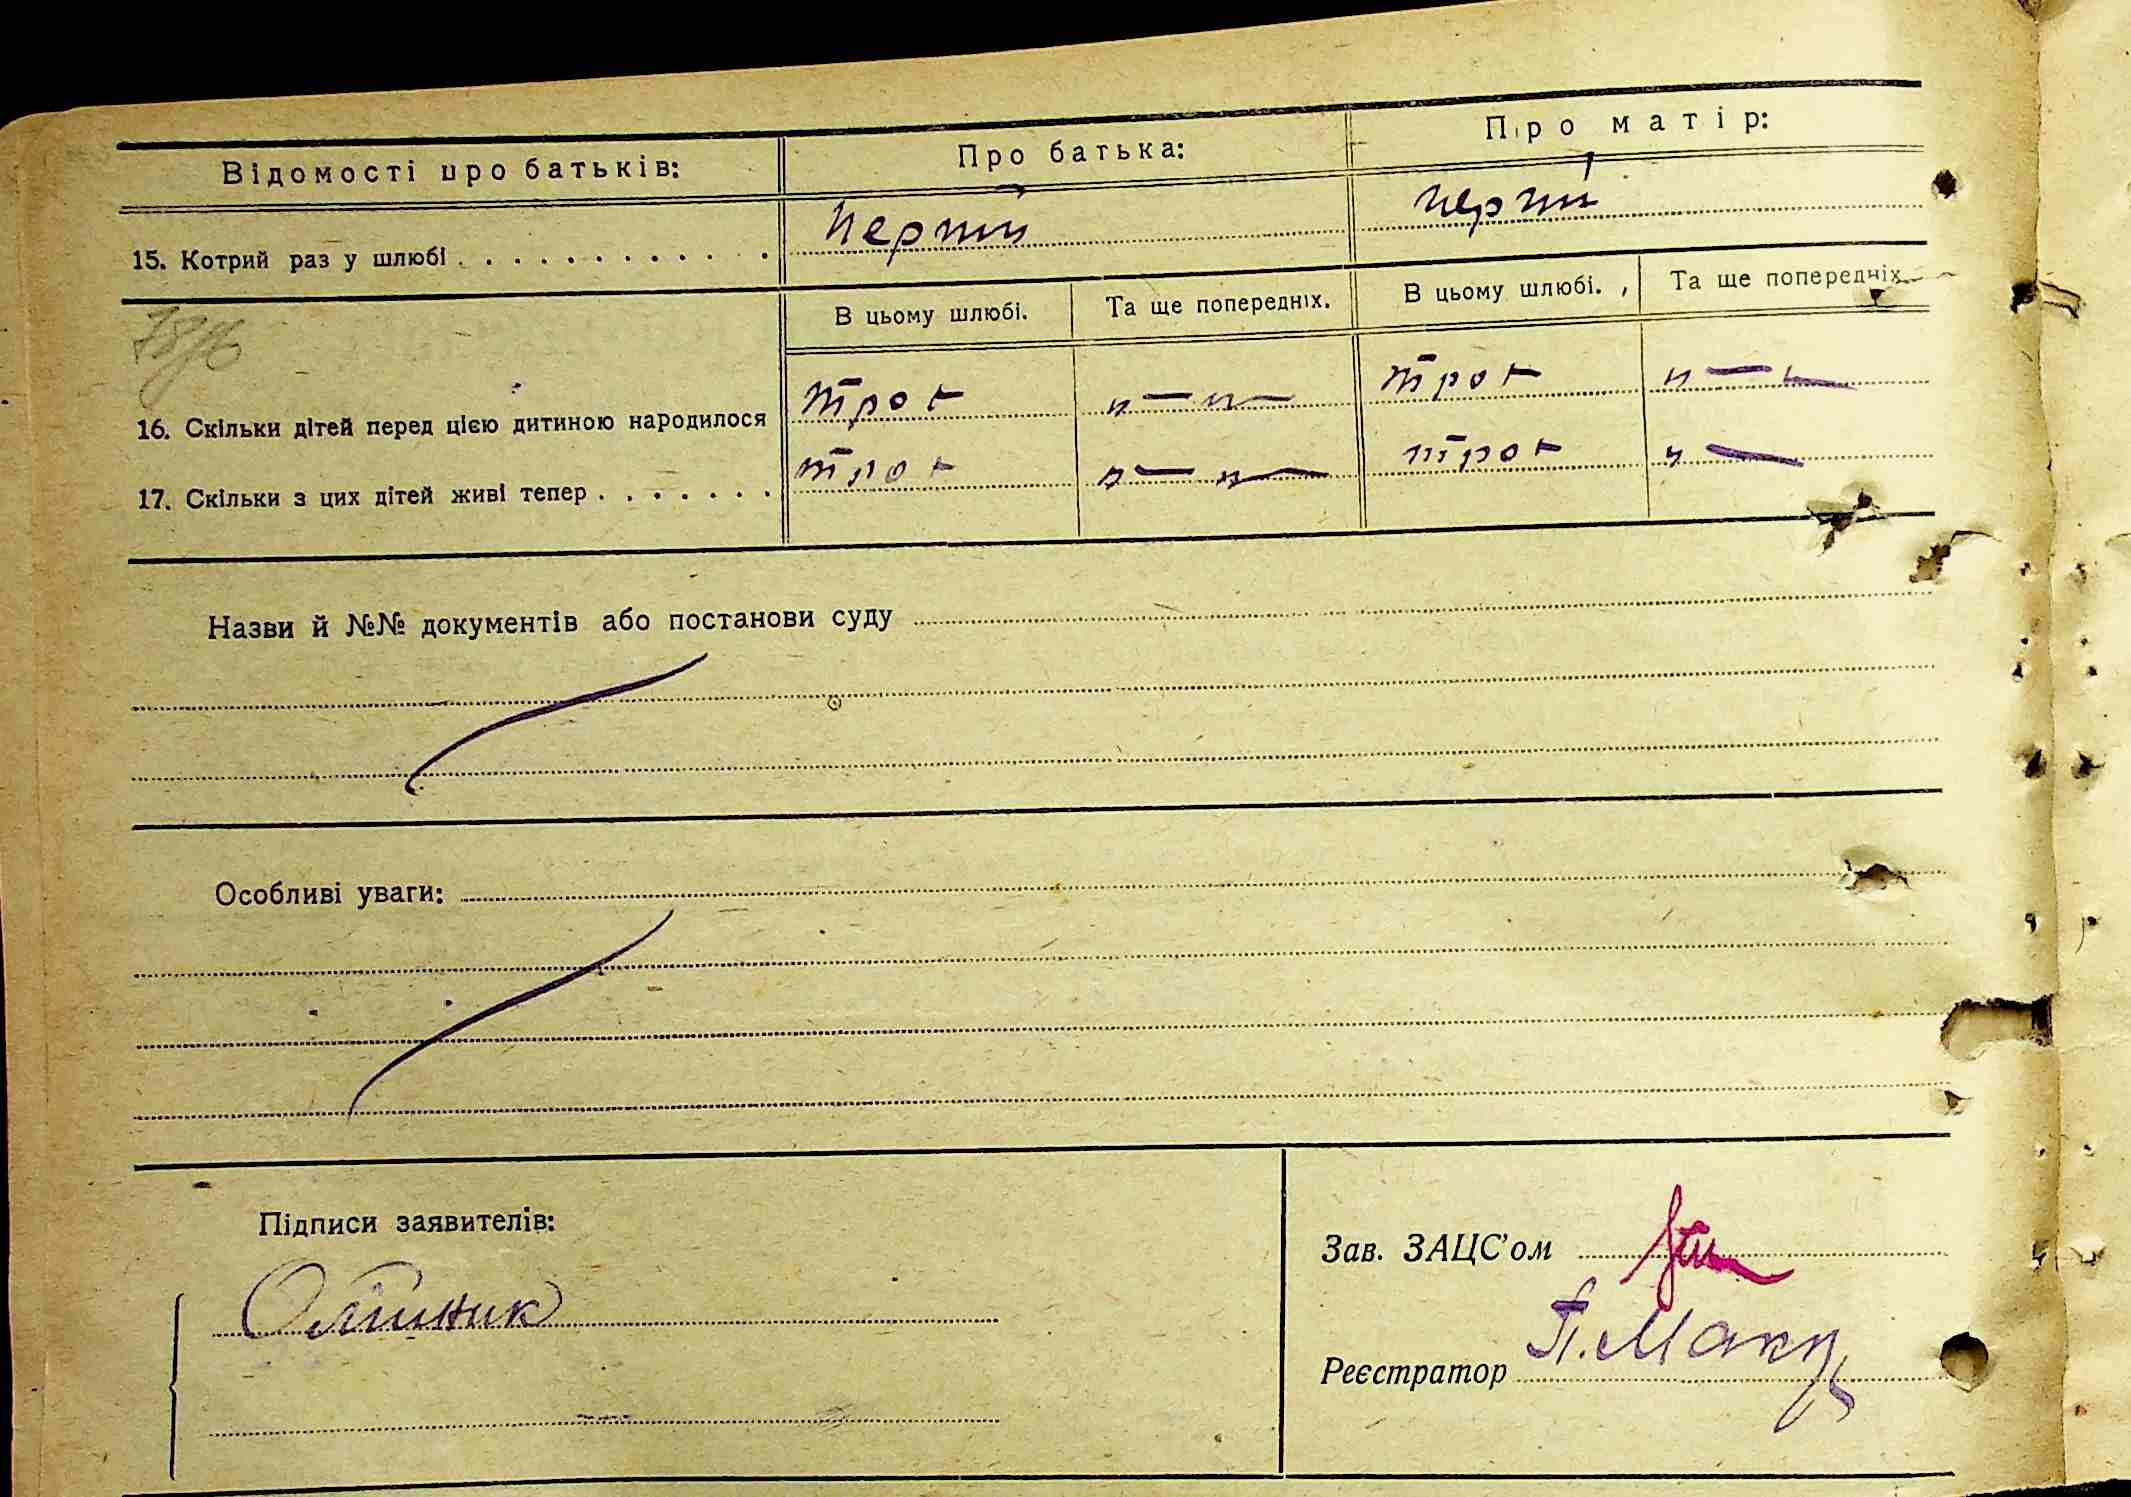 Відомості про батьків: Про батька: Про матір:
15. Котрий раз у шлюбі . . . . . . . . . . . . перший перший
В цьому шлюбі. Та ще попередніх. В цьому шлюбі. Та ще попередніх.
16. Скільки дітей перед цією дитиною народилося трое „ — „ — трое „ — „
17. Скільки з цих дітей живі тепер . . . . . . . трое „ — „ — трое „ —
Назви й №№ документів або постанови суду
Особливі уваги:
Підписи заявителів:
Зав. ЗАЦС'ом
Олійник
Реєстратор П. Мак